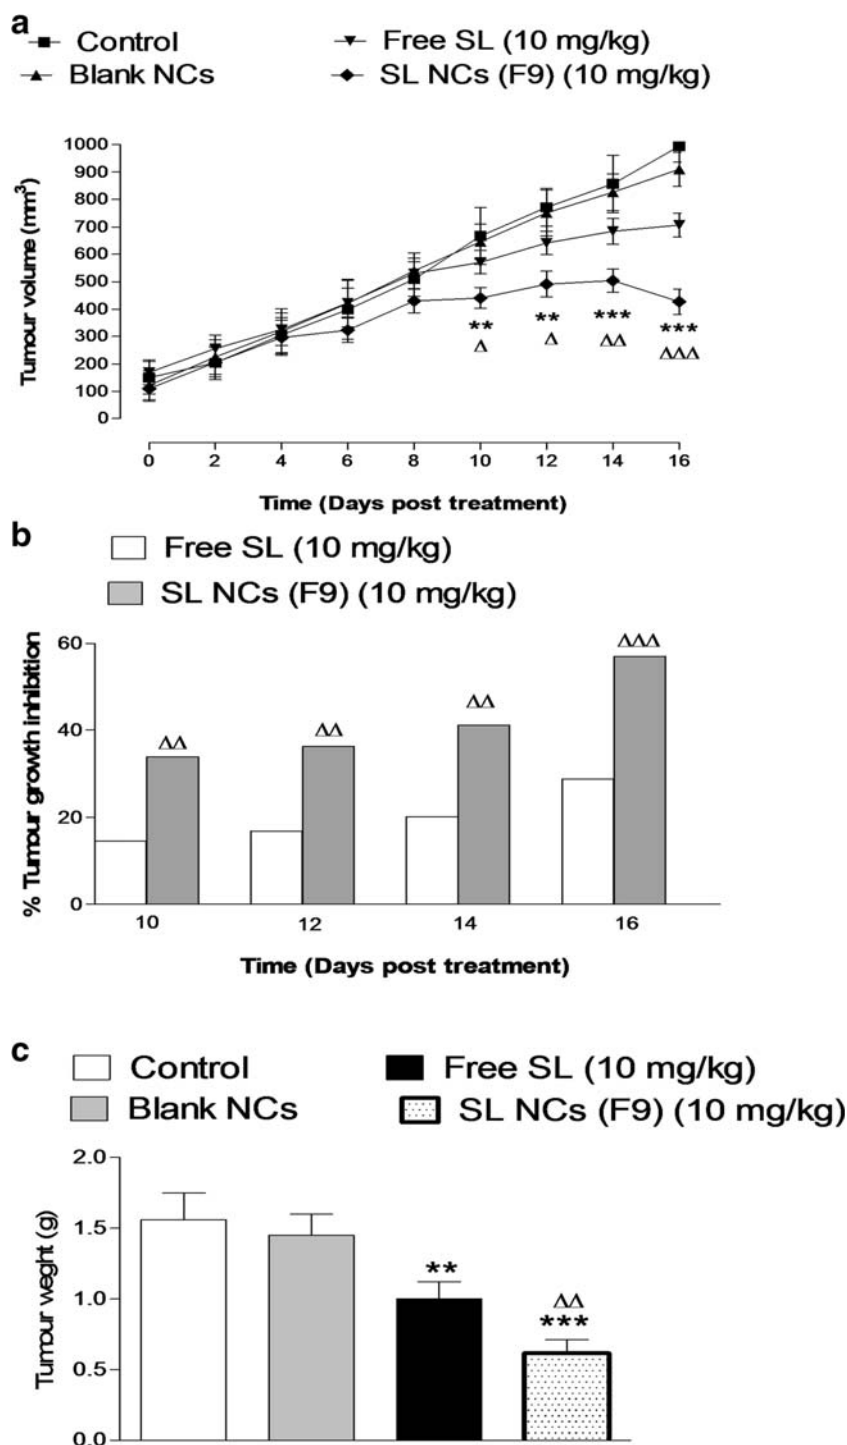 a
Control
Free SL (10 mg/kg)
Blank NCs
SL NCs (F9) (10 mg/kg)
1000
900
800
700
600
500
400
300
200
100
0
Tumour volume (mm³)
** ** *** ***
Δ Δ ΔΔ ΔΔΔ
0 2 4 6 8 10 12 14 16
Time (Days post treatment)
b
Free SL (10 mg/kg)
SL NCs (F9) (10 mg/kg)
60
40
20
0
% Tumour growth inhibition
ΔΔ ΔΔ ΔΔ ΔΔΔ
10 12 14 16
Time (Days post treatment)
c
Control
Free SL (10 mg/kg)
Blank NCs
SL NCs (F9) (10 mg/kg)
2.0
1.5
1.0
0.5
0.0
Tumour weght (g)
**
ΔΔ
***